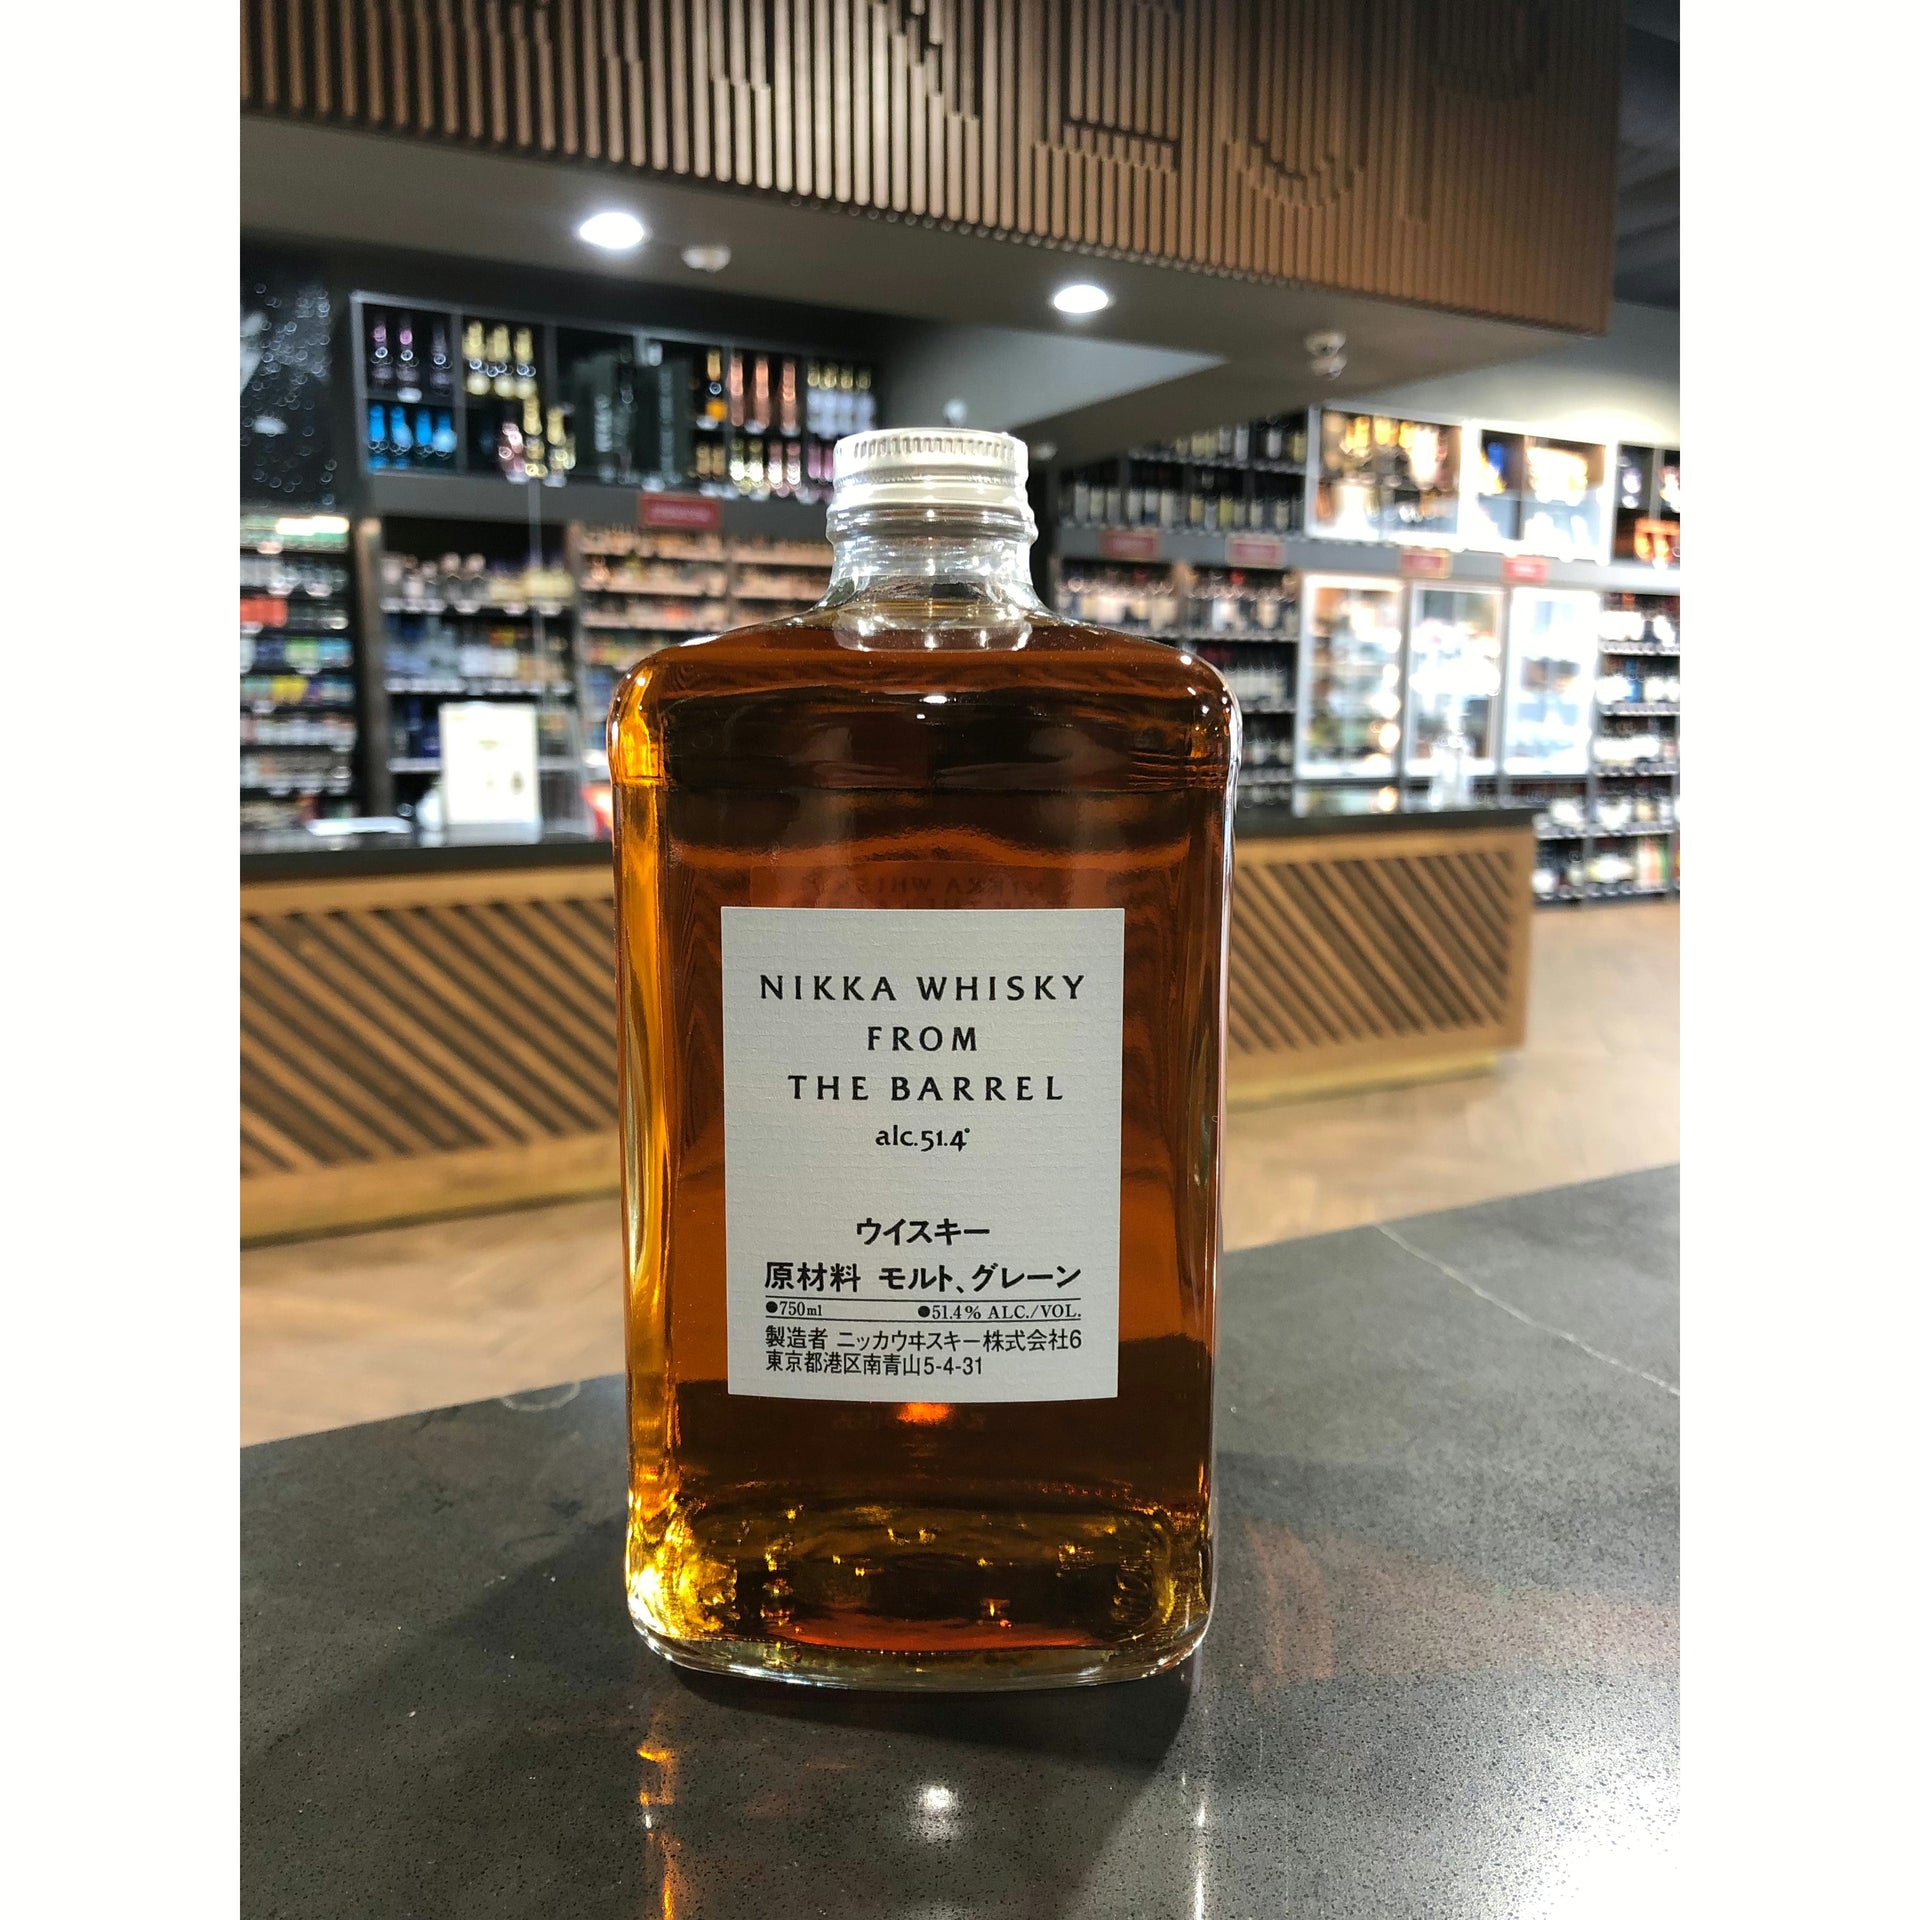 NIKKA WHISKY
FROM
THE BARREL
alc.51.4°
ウイスキー
原材料 モルト、グレーン
●750ml ●51.4% ALC./VOL.
製造者 ニッカウヰスキー株式会社6
東京都港区南青山5-4-31